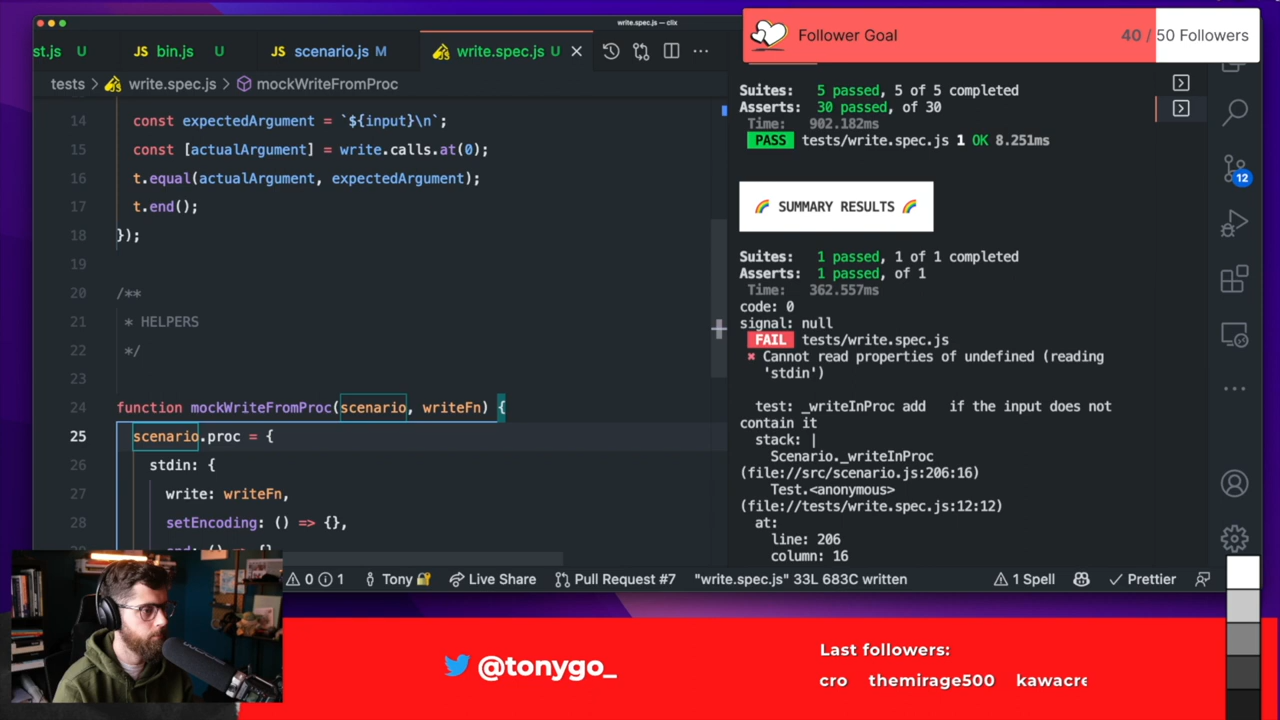 write.spec.js — clix
st.js U
JS bin.js U
JS scenario.js M
write.spec.js U
tests > write.spec.js > mockWriteFromProc
14 const expectedArgument = `${input}\n`;
15 const [actualArgument] = write.calls.at(0);
16 t.equal(actualArgument, expectedArgument);
17 t.end();
18 });
19
20 /**
21 * HELPERS
22 */
23
24 function mockWriteFromProc(scenario, writeFn) {
25 scenario.proc = {
26 stdin: {
27 write: writeFn,
28 setEncoding: () => {},
Follower Goal
40 / 50 Followers
Suites: 5 passed, 5 of 5 completed
Asserts: 30 passed, of 30
Time: 902.182ms
PASS tests/write.spec.js 1 OK 8.251ms
SUMMARY RESULTS
Suites: 1 passed, 1 of 1 completed
Asserts: 1 passed, of 1
Time: 362.557ms
code: 0
signal: null
FAIL tests/write.spec.js
✖ Cannot read properties of undefined (reading
'stdin')
test: _writeInProc add if the input does not
contain it
stack: |
Scenario._writeInProc
(file://src/scenario.js:206:16)
Test.<anonymous>
(file://tests/write.spec.js:12:12)
at:
line: 206
column: 16
12
0 1 Tony Live Share Pull Request #7 "write.spec.js" 33L 683C written 1 Spell Prettier
@tonygo_
Last followers:
cro themirage500 kawacre